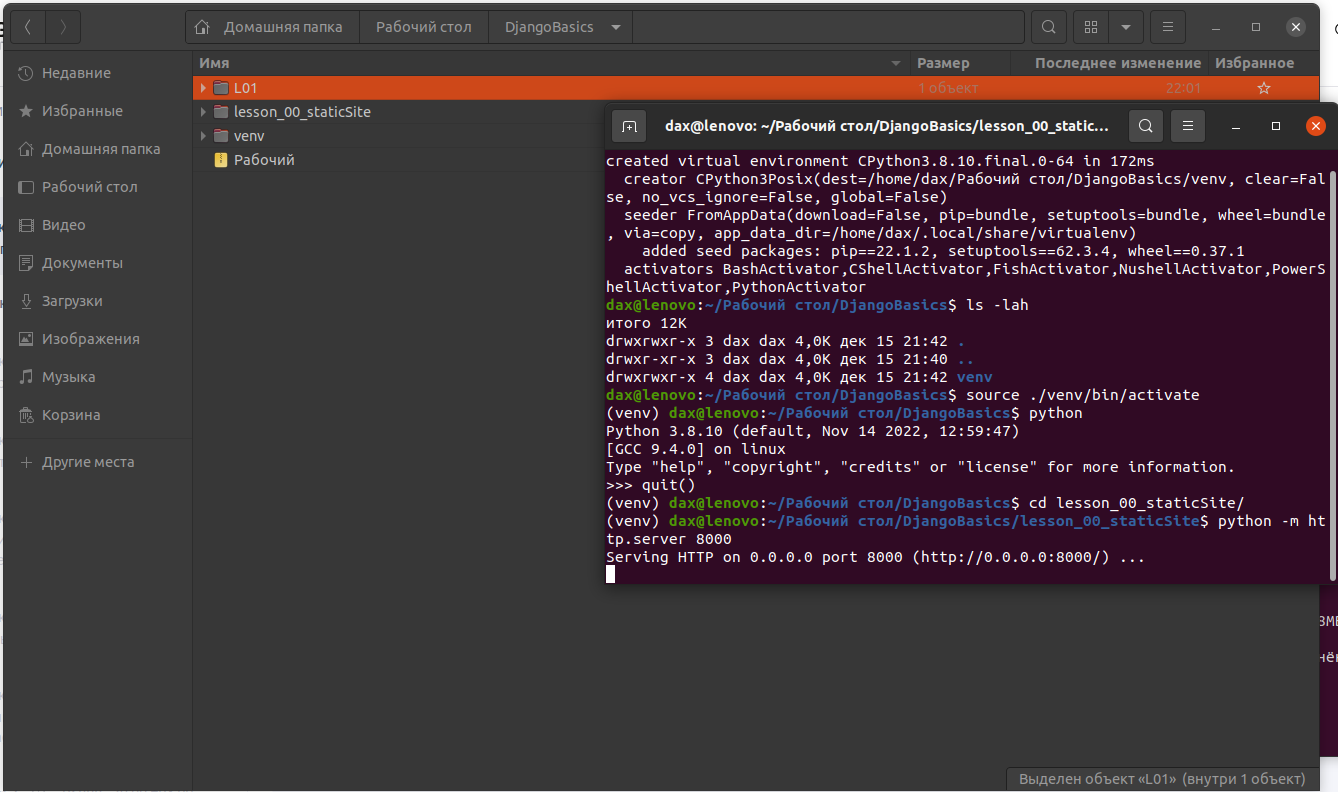 Домашняя папка Рабочий стол DjangoBasics
Недавние
Избранные
Домашняя папка
Рабочий стол
Видео
Документы
Загрузки
Изображения
Музыка
Корзина
Другие места
Имя Размер Последнее изменение Избранное
L01 1 объект 22:01
lesson_00_staticSite
venv
Рабочий
dax@lenovo: ~/Рабочий стол/DjangoBasics/lesson_00_static...
created virtual environment CPython3.8.10.final.0-64 in 172ms
creator CPython3Posix(dest=/home/dax/Рабочий стол/DjangoBasics/venv, clear=Fal
se, no_vcs_ignore=False, global=False)
seeder FromAppData(download=False, pip=bundle, setuptools=bundle, wheel=bundle
, via=copy, app_data_dir=/home/dax/.local/share/virtualenv)
added seed packages: pip==22.1.2, setuptools==62.3.4, wheel==0.37.1
activators BashActivator,CShellActivator,FishActivator,NushellActivator,PowerS
hellActivator,PythonActivator
dax@lenovo:~/Рабочий стол/DjangoBasics$ ls -lah
итого 12K
drwxrwxr-x 3 dax dax 4,0K дек 15 21:42 .
drwxr-xr-x 3 dax dax 4,0K дек 15 21:40 ..
drwxrwxr-x 4 dax dax 4,0K дек 15 21:42 venv
dax@lenovo:~/Рабочий стол/DjangoBasics$ source ./venv/bin/activate
(venv) dax@lenovo:~/Рабочий стол/DjangoBasics$ python
Python 3.8.10 (default, Nov 14 2022, 12:59:47)
[GCC 9.4.0] on linux
Type "help", "copyright", "credits" or "license" for more information.
>>> quit()
(venv) dax@lenovo:~/Рабочий стол/DjangoBasics$ cd lesson_00_staticSite/
(venv) dax@lenovo:~/Рабочий стол/DjangoBasics/lesson_00_staticSite$ python -m ht
tp.server 8000
Serving HTTP on 0.0.0.0 port 8000 (http://0.0.0.0:8000/) ...
Выделен объект «L01» (внутри 1 объект)